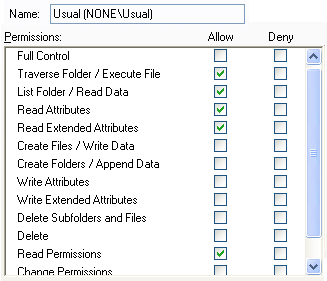 Name: Usual (NONE\Usual)
Permissions: Allow Deny
Full Control
Traverse Folder / Execute File
List Folder / Read Data
Read Attributes
Read Extended Attributes
Create Files / Write Data
Create Folders / Append Data
Write Attributes
Write Extended Attributes
Delete Subfolders and Files
Delete
Read Permissions
Change Permissions